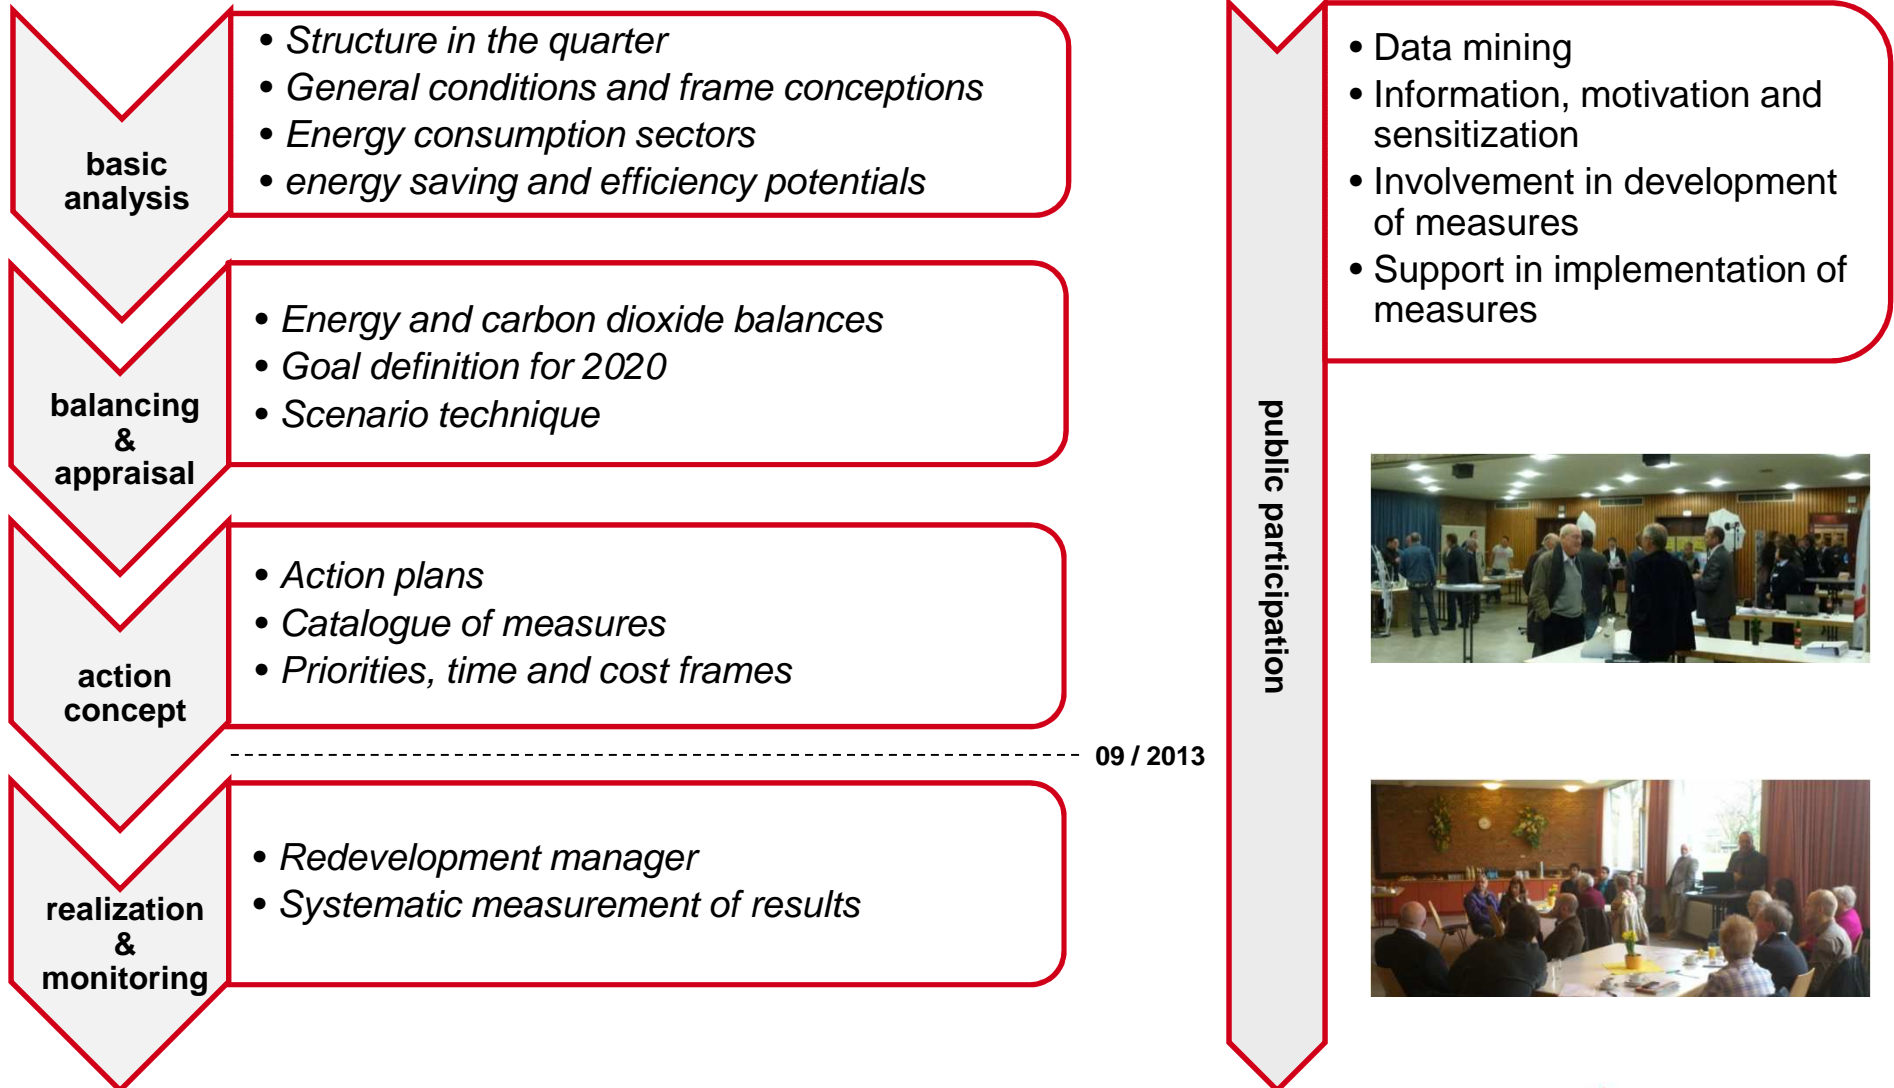 basic
analysis
• Structure in the quarter
• General conditions and frame conceptions
• Energy consumption sectors
• energy saving and efficiency potentials
balancing
&
appraisal
• Energy and carbon dioxide balances
• Goal definition for 2020
• Scenario technique
action
concept
• Action plans
• Catalogue of measures
• Priorities, time and cost frames
09 / 2013
realization
&
monitoring
• Redevelopment manager
• Systematic measurement of results
public participation
• Data mining
• Information, motivation and
sensitization
• Involvement in development
of measures
• Support in implementation of
measures